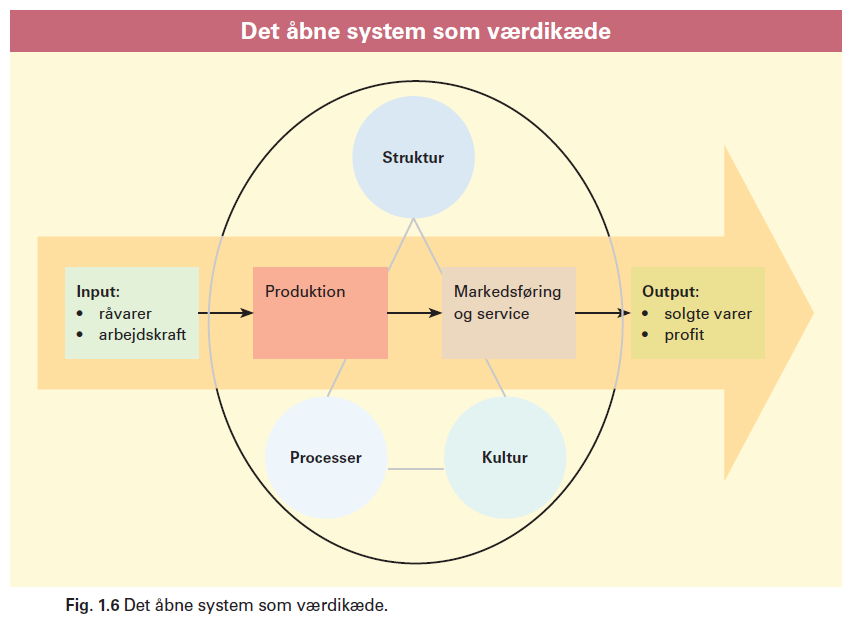 Det åbne system som værdikæde
Struktur
Input:
• råvarer
• arbejdskraft
Produktion
Markedsføring
og service
Output:
• solgte varer
• profit
Processer
Kultur
Fig. 1.6 Det åbne system som værdikæde.